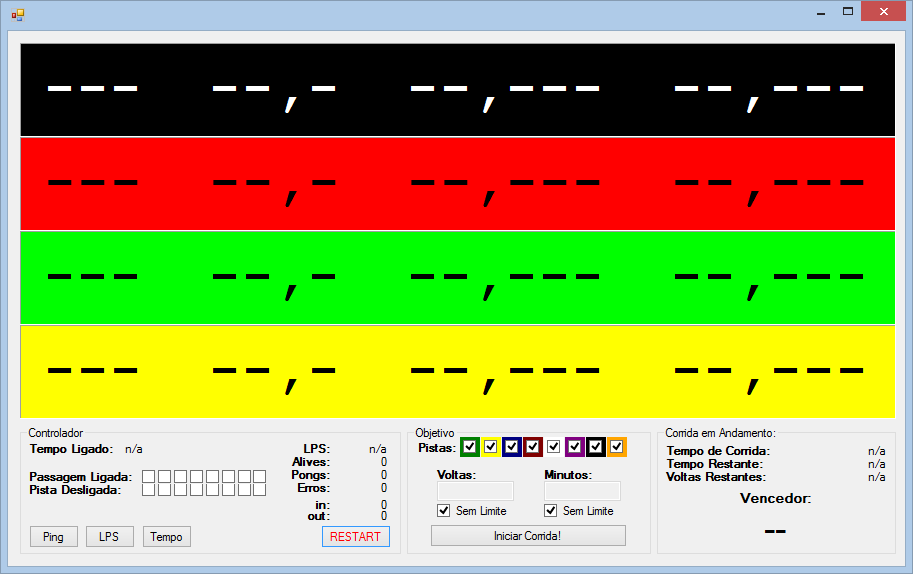 --- --,- --,--- --,---
--- --,- --,--- --,---
--- --,- --,--- --,---
--- --,- --,--- --,---
Controlador
Tempo Ligado: n/a
Passagem Ligada:
Pista Desligada:
LPS: n/a
Alives: 0
Pongs: 0
Erros: 0
in: 0
out: 0
Ping LPS Tempo RESTART
Objetivo
Pistas:
Voltas: Minutos:
Sem Limite Sem Limite
Iniciar Corrida!
Corrida em Andamento:
Tempo de Corrida: n/a
Tempo Restante: n/a
Voltas Restantes: n/a
Vencedor:
--